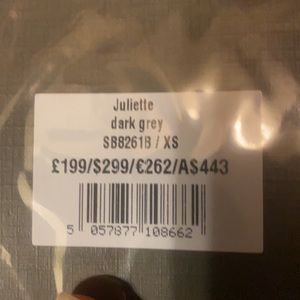 Juliette
dark grey
SB8261B / XS
£199/$299/€262/A$443
5 057877 108662